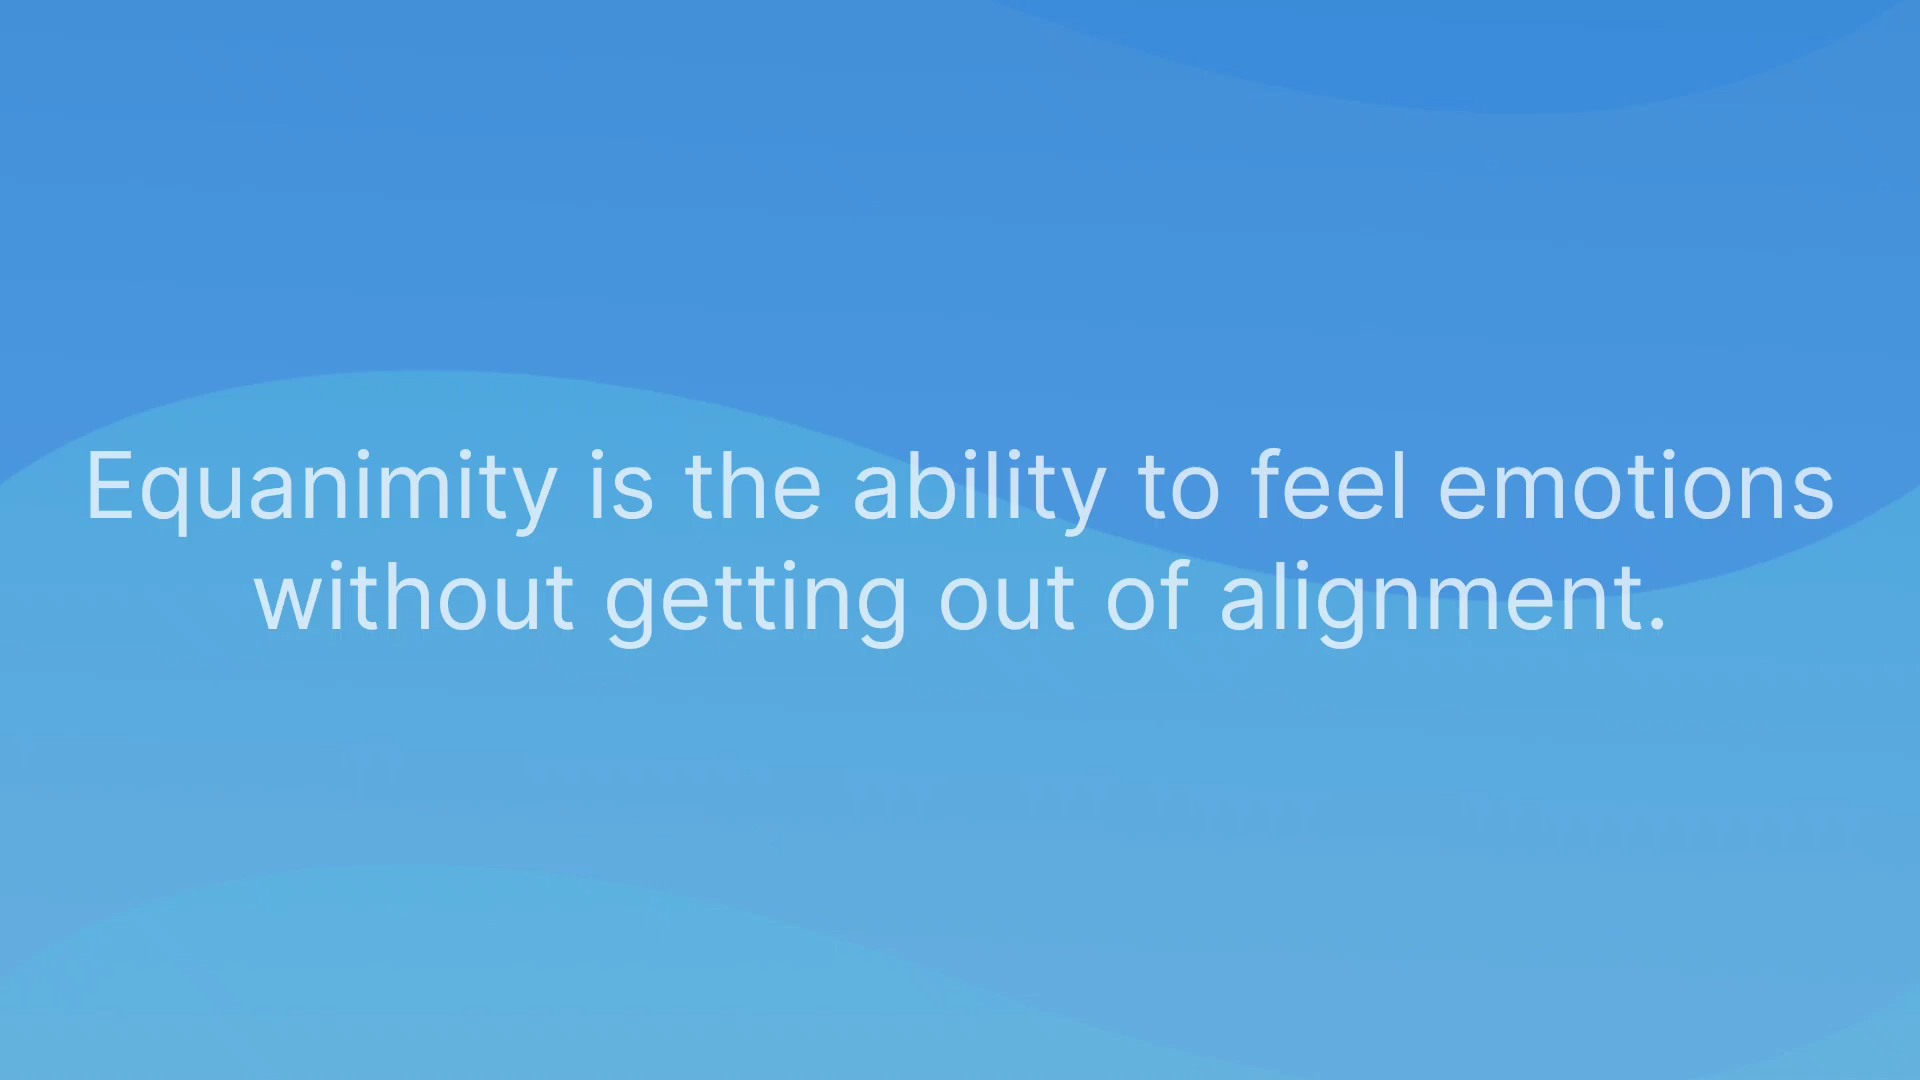 Equanimity is the ability to feel emotions
without getting out of alignment.